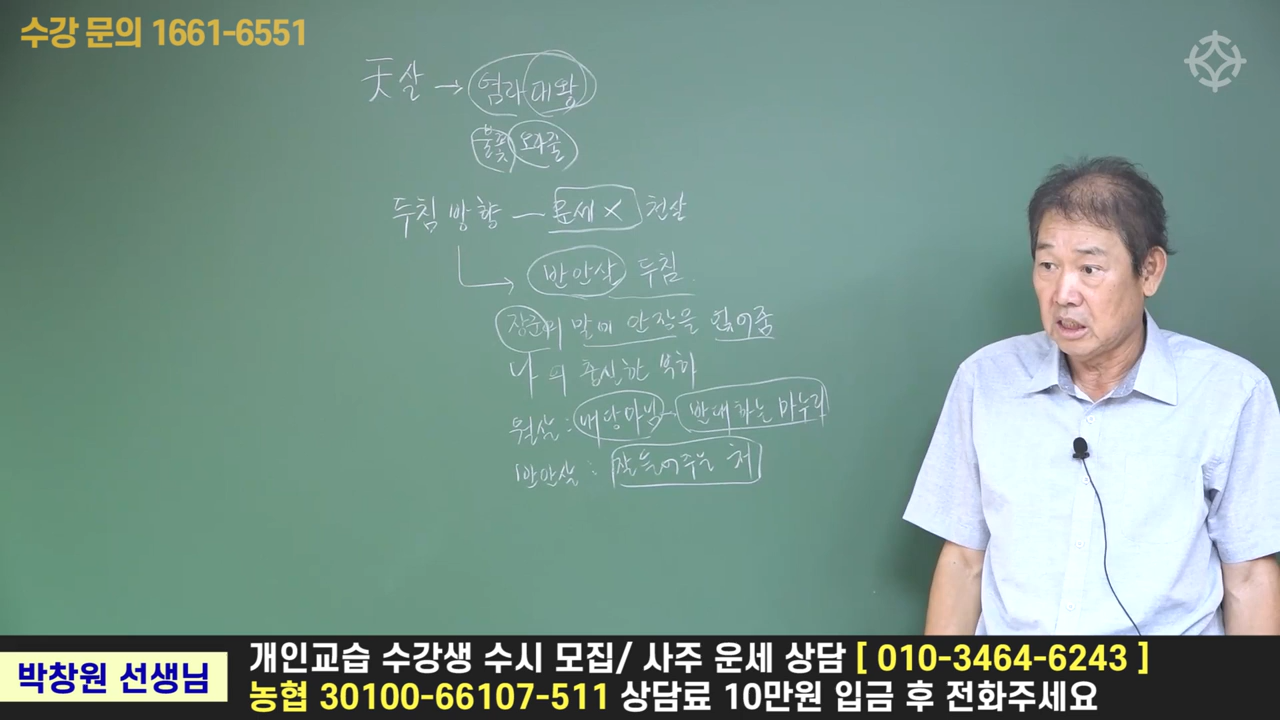 수강 문의 1661-6551
天살 → 염라대왕
불꽃 오라줄
두침 방향 — 운세 × 천살
반안살 두침
장군의 말에 안장을 얹어줌
나의 충신한 부하
월살 : 배당마님 - 반대하는 마누라
반안살 : 잘 들어주는 처
박창원 선생님
개인교습 수강생 수시 모집/ 사주 운세 상담 [ 010-3464-6243 ]
농협 30100-66107-511 상담료 10만원 입금 후 전화주세요